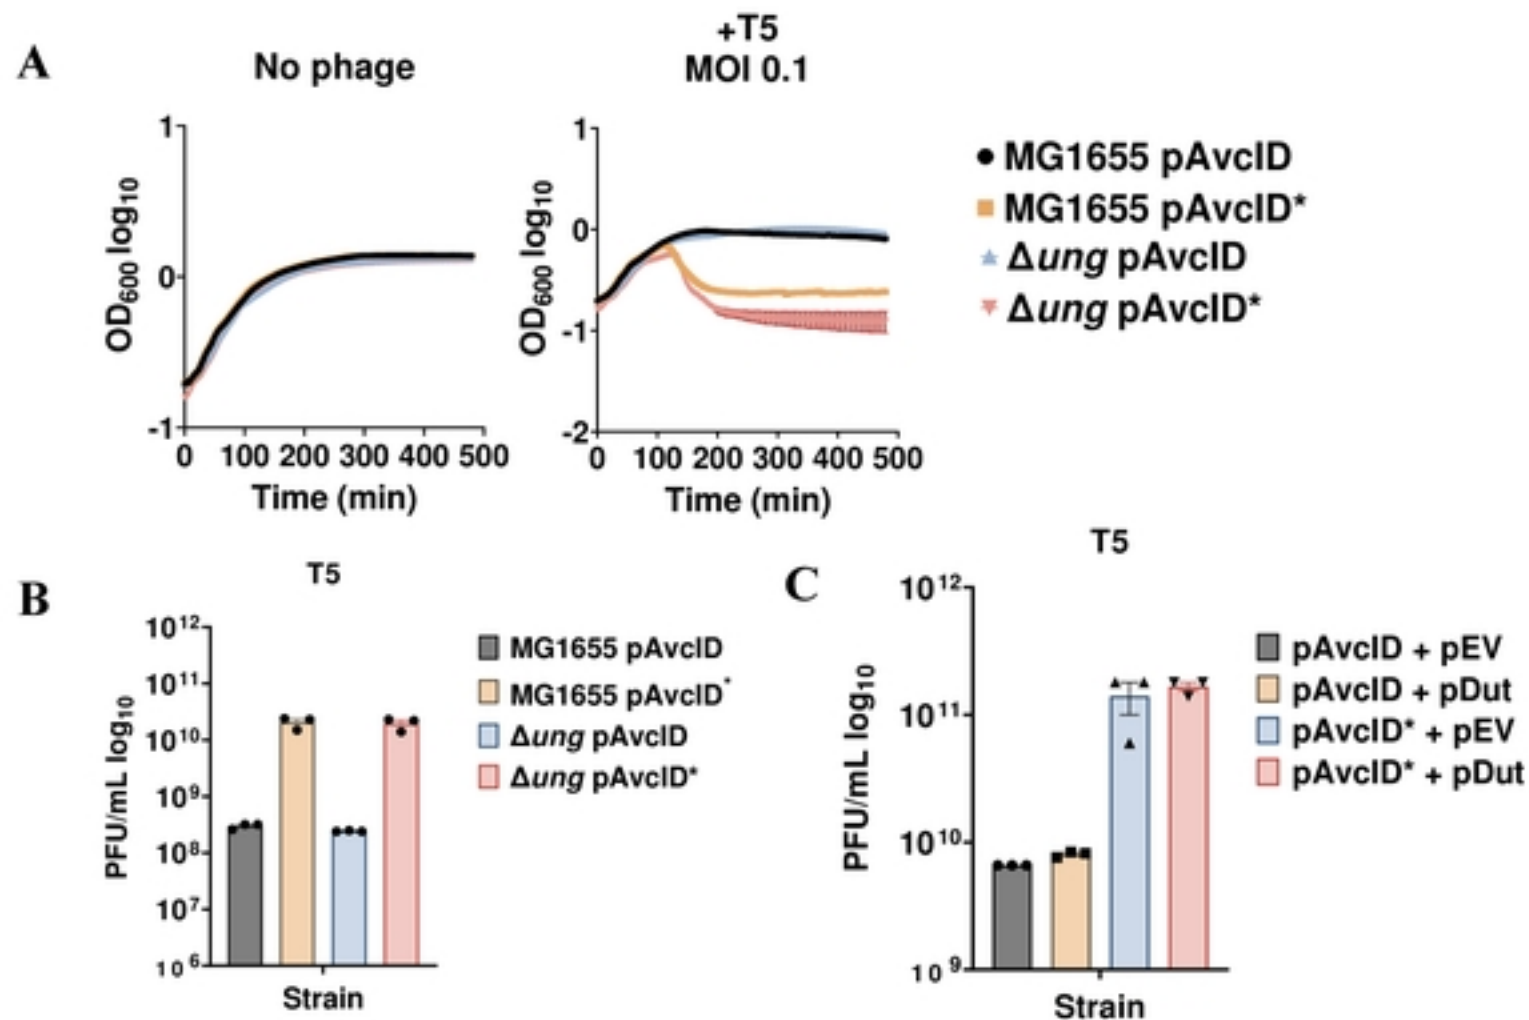 A
No phage
+T5
MOI 0.1
1
0
-1
OD600 log10
0 100 200 300 400 500
Time (min)
1
0
-1
-2
OD600 log10
0 100 200 300 400 500
Time (min)
MG1655 pAvcID
MG1655 pAvcID*
Δung pAvcID
Δung pAvcID*
B
T5
10^12
10^11
10^10
10^9
10^8
10^7
10^6
PFU/mL log10
Strain
MG1655 pAvcID
MG1655 pAvcID*
Δung pAvcID
Δung pAvcID*
C
T5
10^12
10^11
10^10
10^9
PFU/mL log10
Strain
pAvcID + pEV
pAvcID + pDut
pAvcID* + pEV
pAvcID* + pDut